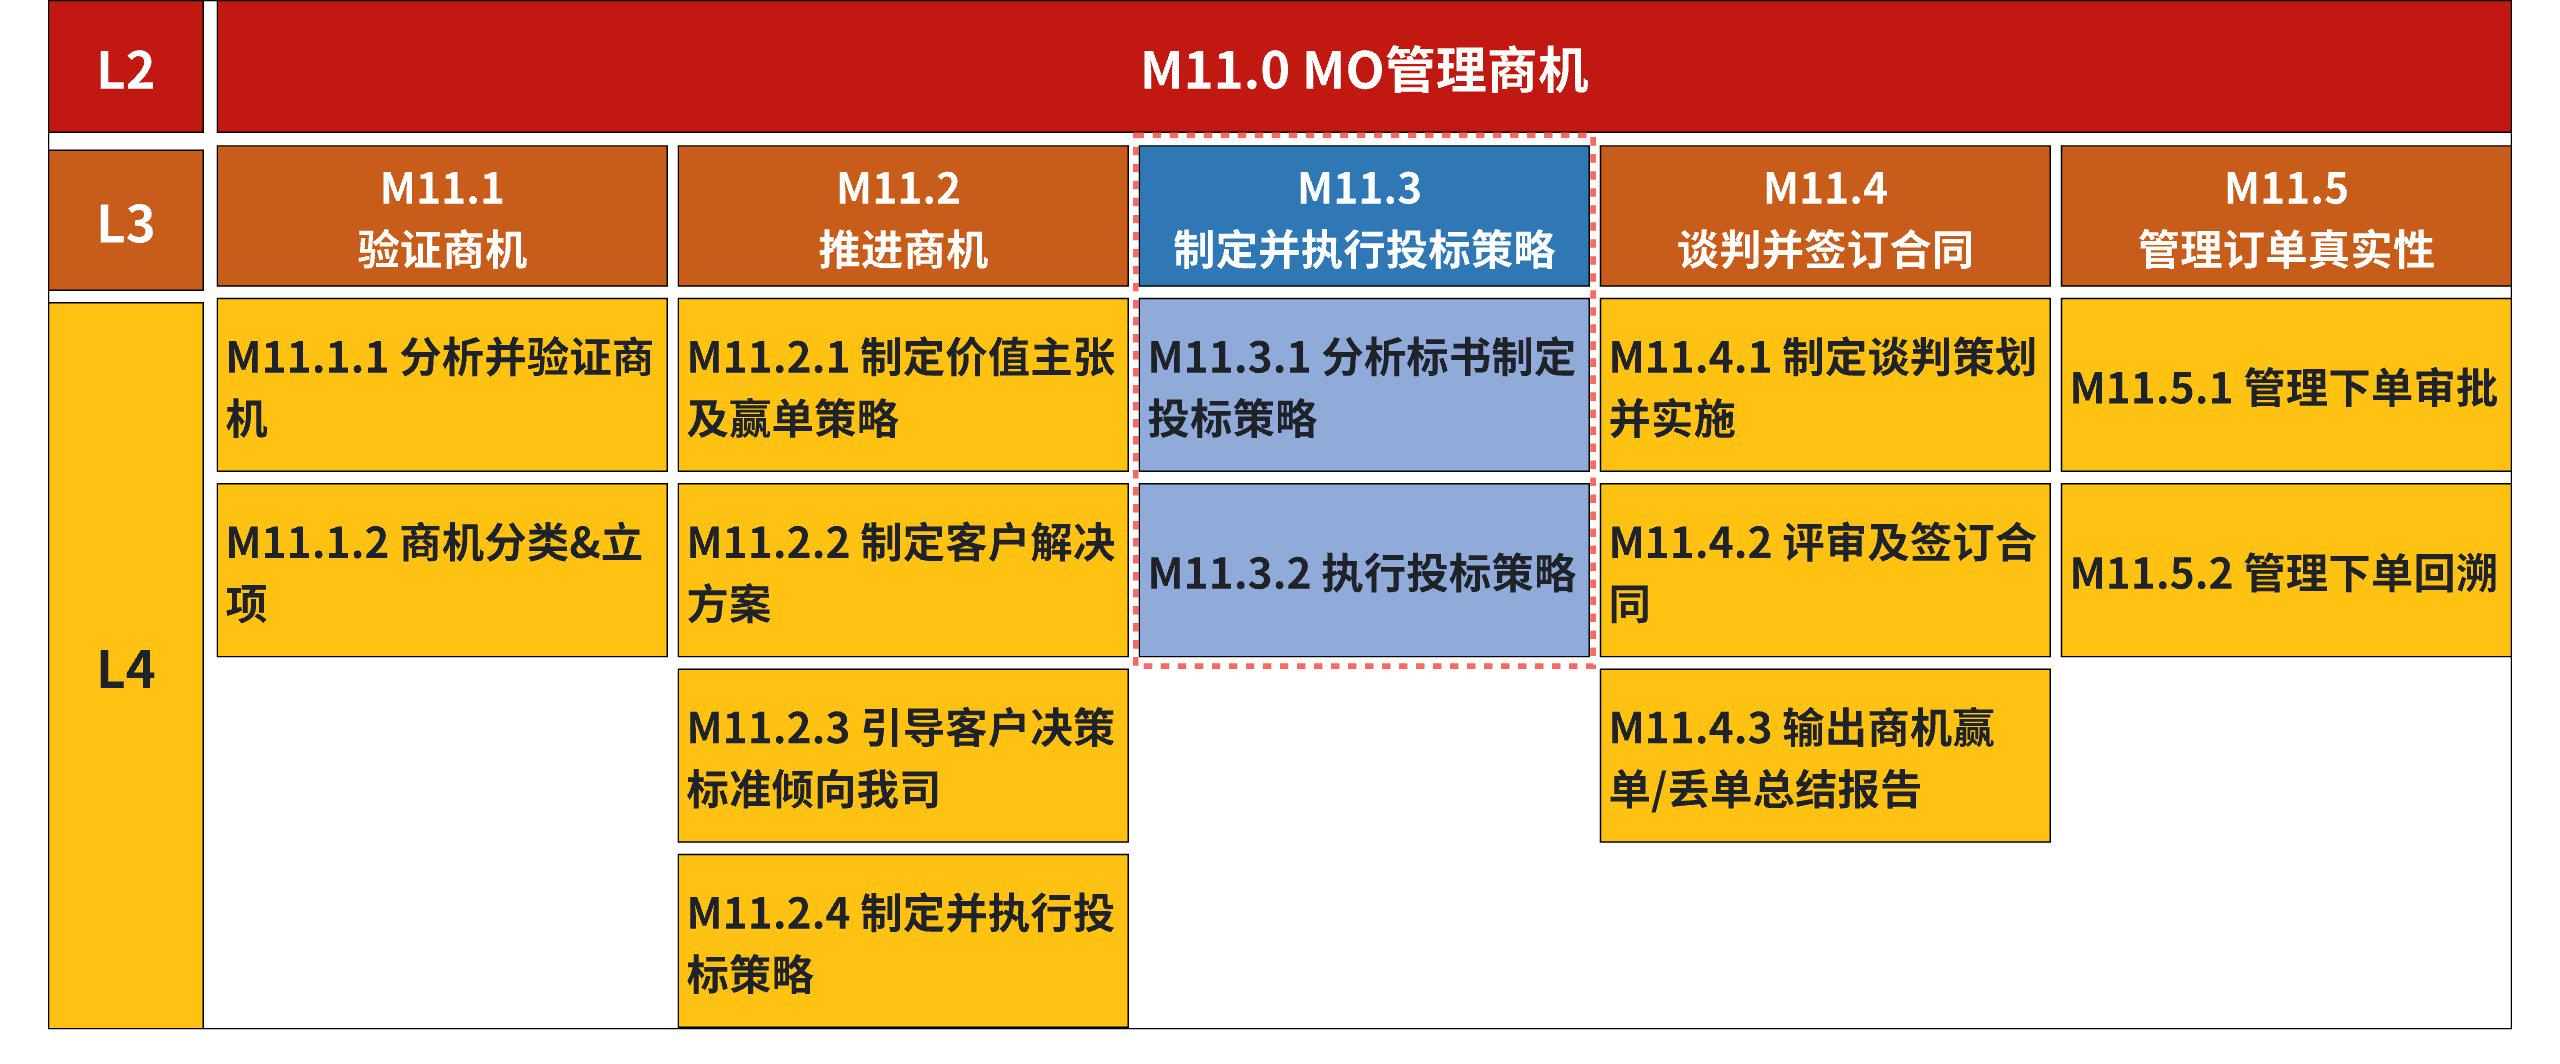 L2
M11.0 MO管理商机
L3
M11.1
验证商机
M11.2
推进商机
M11.3
制定并执行投标策略
M11.4
谈判并签订合同
M11.5
管理订单真实性
L4
M11.1.1 分析并验证商
机
M11.2.1 制定价值主张
及赢单策略
M11.3.1 分析标书制定
投标策略
M11.4.1 制定谈判策划
并实施
M11.5.1 管理下单审批
M11.1.2 商机分类&立
项
M11.2.2 制定客户解决
方案
M11.3.2 执行投标策略
M11.4.2 评审及签订合
同
M11.5.2 管理下单回溯
M11.2.3 引导客户决策
标准倾向我司
M11.4.3 输出商机赢
单/丢单总结报告
M11.2.4 制定并执行投
标策略